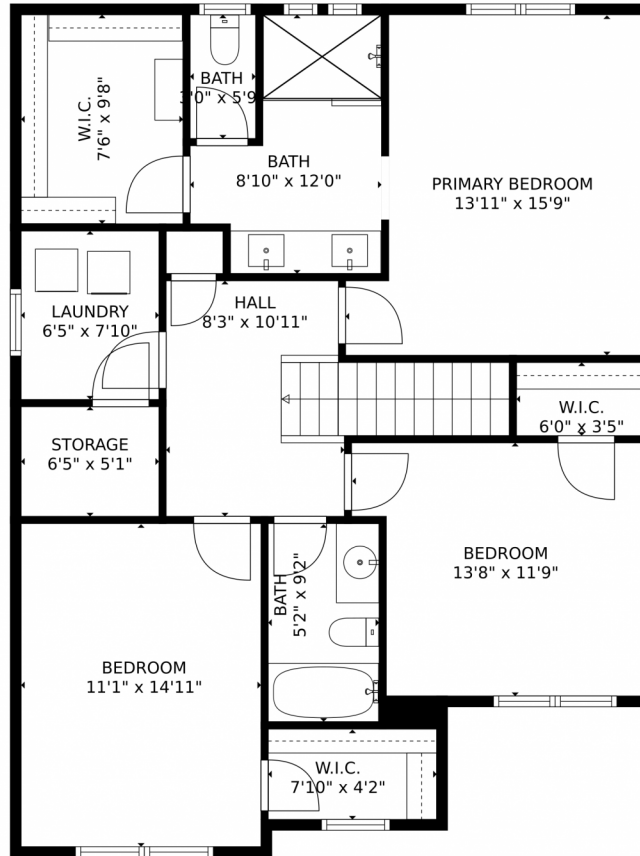 W.I.C.
7'6" x 9'8"
BATH
3'0" x 5'9
BATH
8'10" x 12'0"
PRIMARY BEDROOM
13'11" x 15'9"
LAUNDRY
6'5" x 7'10"
HALL
8'3" x 10'11"
W.I.C.
6'0" x 3'5"
STORAGE
6'5" x 5'1"
BEDROOM
13'8" x 11'9"
BATH
5'2" x 9'2"
BEDROOM
11'1" x 14'11"
W.I.C.
7'10" x 4'2"